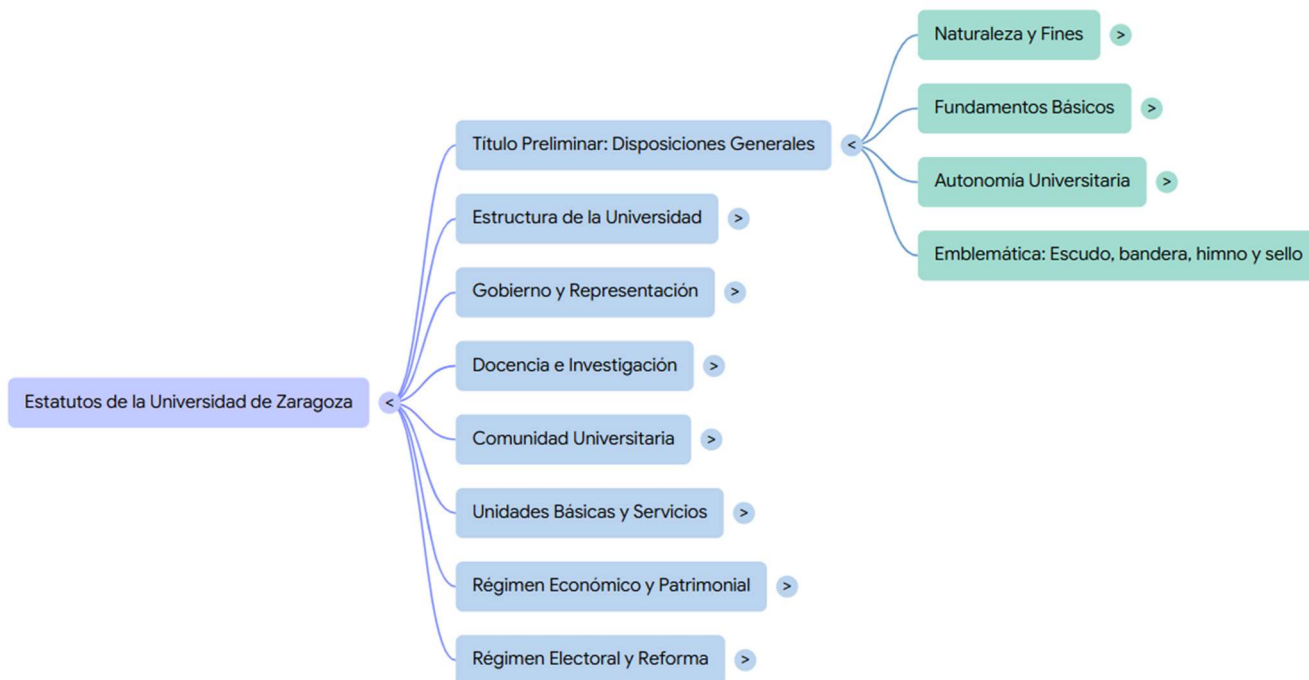 Estatutos de la Universidad de Zaragoza
<
Título Preliminar: Disposiciones Generales
<
Naturaleza y Fines
>
Fundamentos Básicos
>
Autonomía Universitaria
>
Emblemática: Escudo, bandera, himno y sello
Estructura de la Universidad
>
Gobierno y Representación
>
Docencia e Investigación
>
Comunidad Universitaria
>
Unidades Básicas y Servicios
>
Régimen Económico y Patrimonial
>
Régimen Electoral y Reforma
>